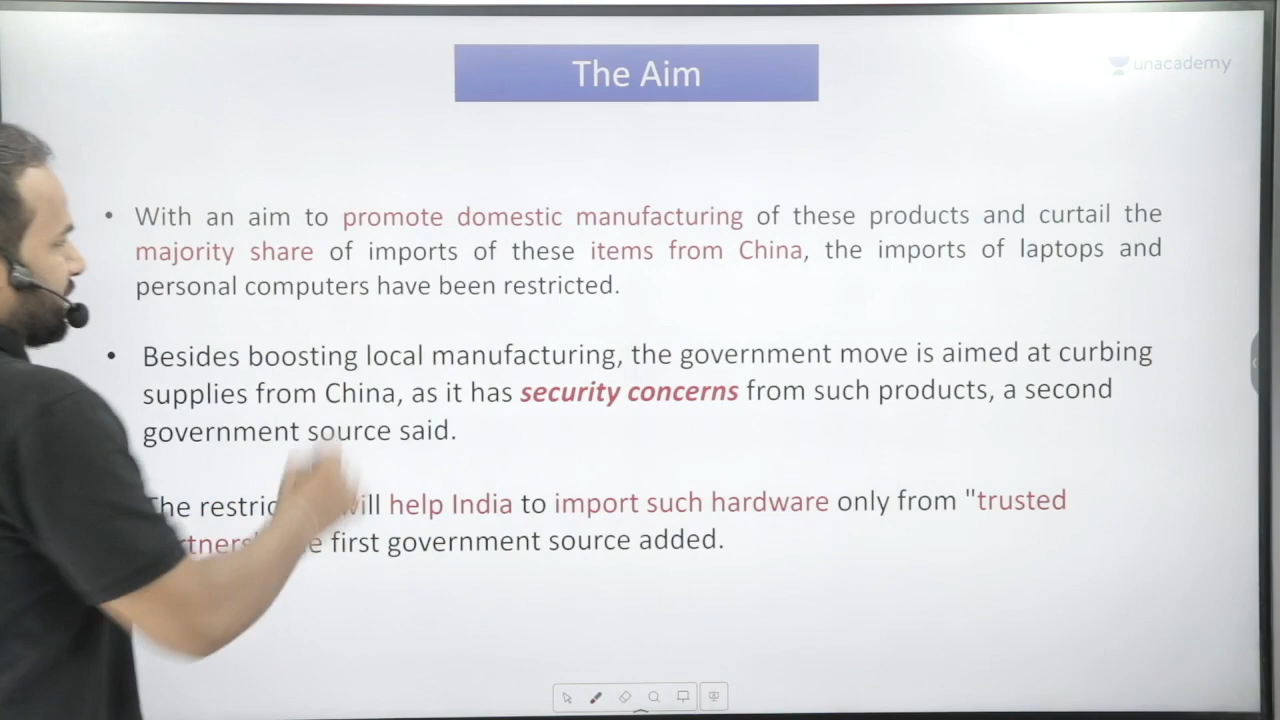 The Aim
unacademy
• With an aim to promote domestic manufacturing of these products and curtail the
majority share of imports of these items from China, the imports of laptops and
personal computers have been restricted.
• Besides boosting local manufacturing, the government move is aimed at curbing
supplies from China, as it has security concerns from such products, a second
government source said.
help India to import such hardware only from "trusted
first government source added.